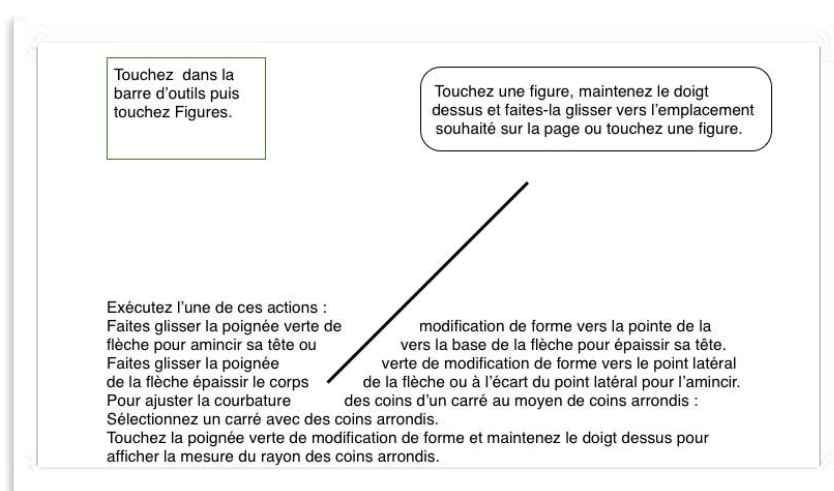 Touchez  dans la
barre d’outils puis
touchez Figures.
Touchez une figure, maintenez le doigt
dessus et faites-la glisser vers l’emplacement
souhaité sur la page ou touchez une figure.
Exécutez l’une de ces actions :
Faites glisser la poignée verte de modification de forme vers la pointe de la
flèche pour amincir sa tête ou vers la base de la flèche pour épaissir sa tête.
Faites glisser la poignée verte de modification de forme vers le point latéral
de la flèche épaissir le corps de la flèche ou à l’écart du point latéral pour l’amincir.
Pour ajuster la courbature des coins d’un carré au moyen de coins arrondis :
Sélectionnez un carré avec des coins arrondis.
Touchez la poignée verte de modification de forme et maintenez le doigt dessus pour
afficher la mesure du rayon des coins arrondis.